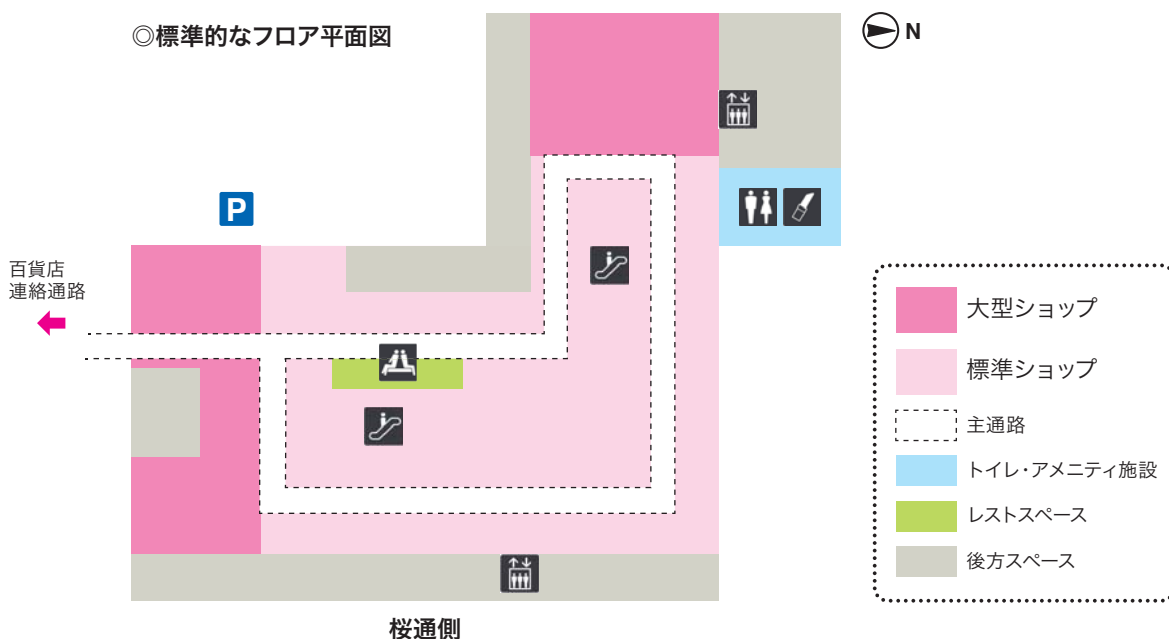 ◎標準的なフロア平面図
N
P
百貨店
連絡通路
大型ショップ
標準ショップ
主通路
トイレ・アメニティ施設
レストスペース
後方スペース
桜通側